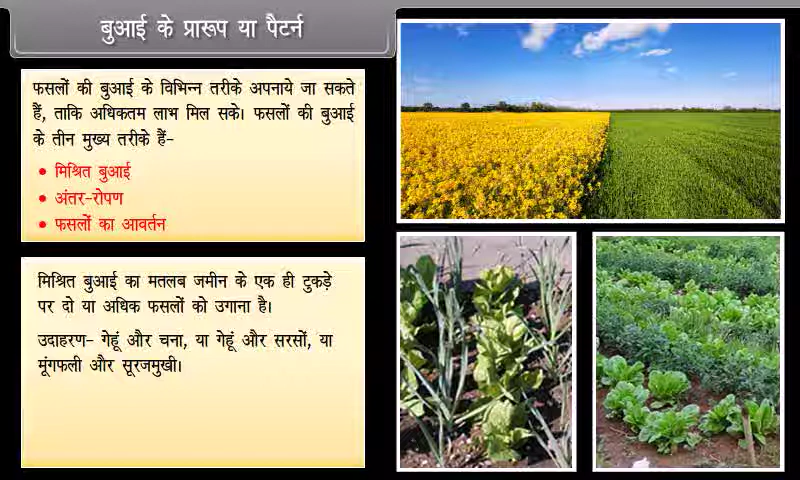 बुआई के प्रारूप या पैटर्न
फसलों की बुआई के विभिन्न तरीके अपनाये जा सकते
हैं, ताकि अधिकतम लाभ मिल सके। फसलों की बुआई
के तीन मुख्य तरीके हैं-
• मिश्रित बुआई
• अंतर-रोपण
• फसलों का आवर्तन
मिश्रित बुआई का मतलब जमीन के एक ही टुकड़े
पर दो या अधिक फसलों को उगाना है।
उदाहरण- गेहूं और चना, या गेहूं और सरसों, या
मूंगफली और सूरजमुखी।